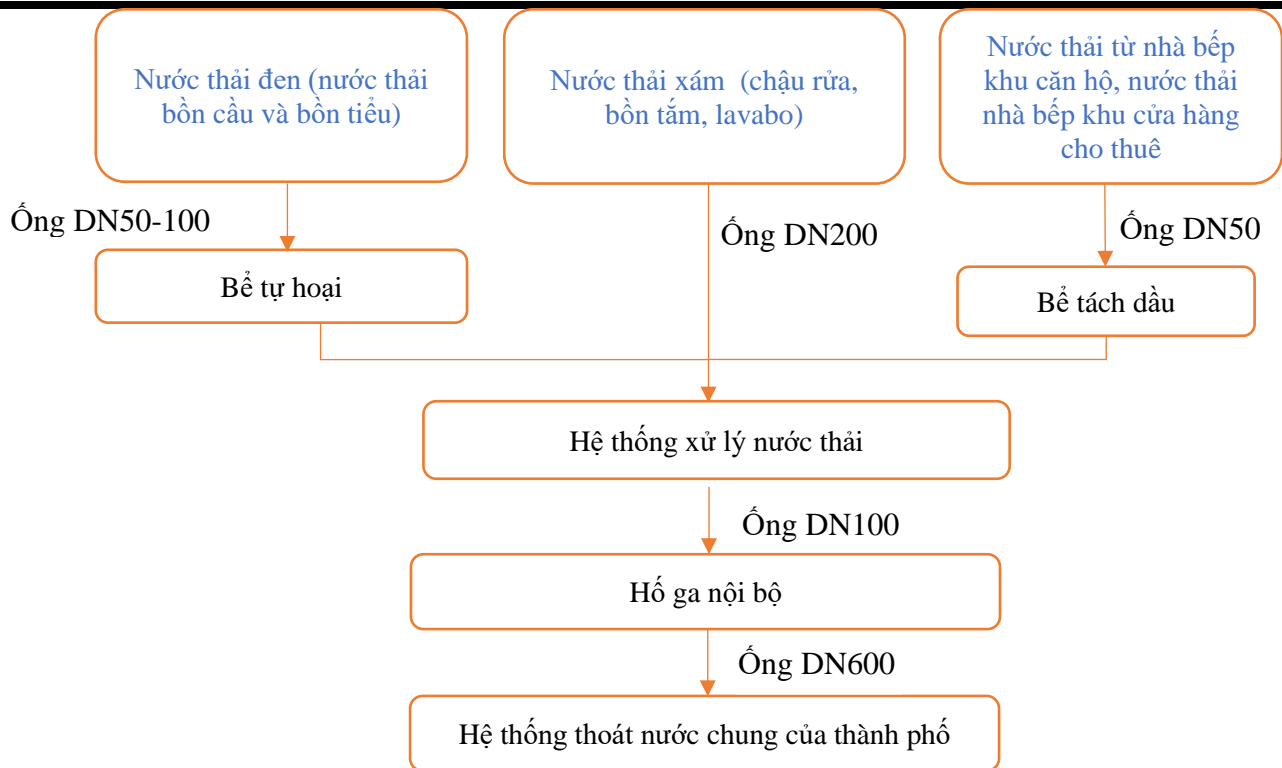 Nước thải đen (nước thải
bồn cầu và bồn tiểu)
Nước thải xám (chậu rửa,
bồn tắm, lavabo)
Nước thải từ nhà bếp
khu căn hộ, nước thải
nhà bếp khu cửa hàng
cho thuê
Ống DN50-100
Ống DN200
Ống DN50
Bể tự hoại
Bể tách dầu
Hệ thống xử lý nước thải
Ống DN100
Hố ga nội bộ
Ống DN600
Hệ thống thoát nước chung của thành phố